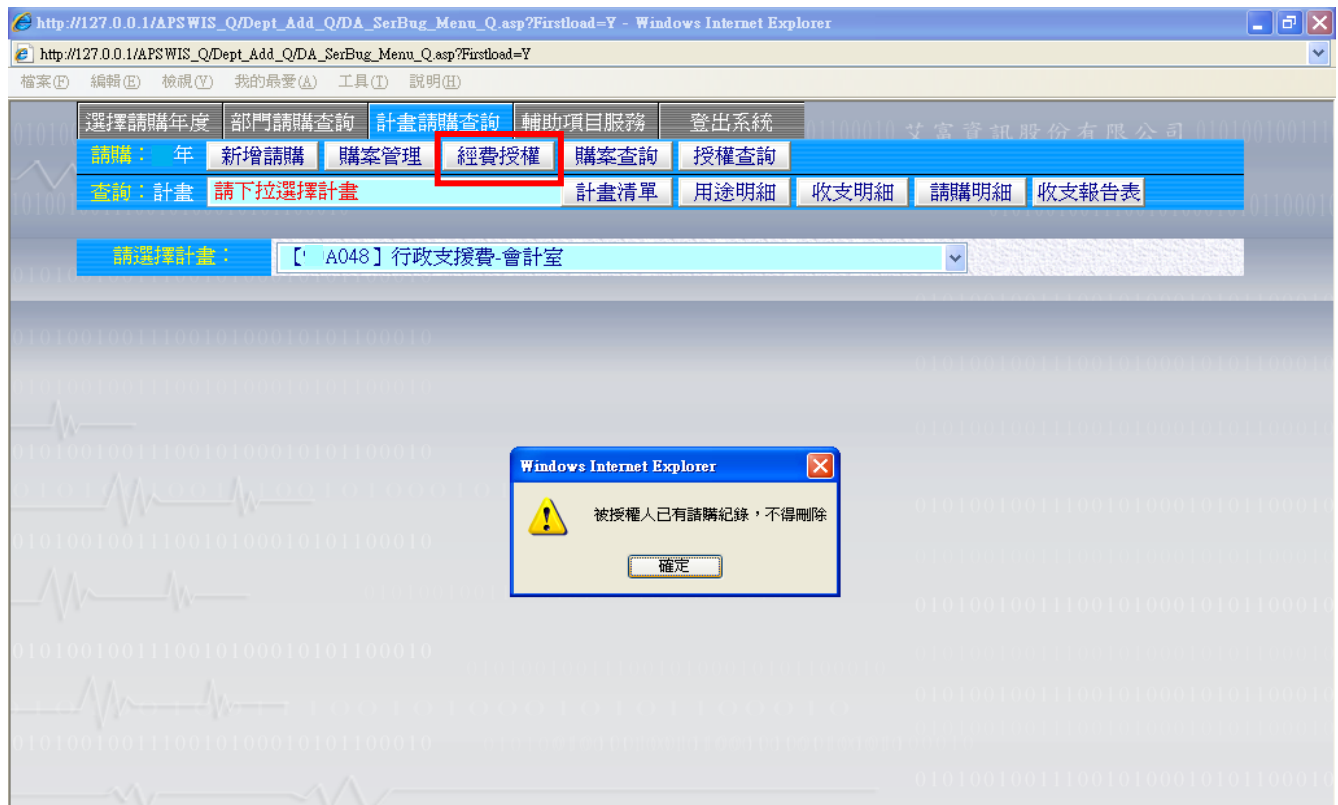 http://127.0.0.1/APSWIS_Q/Dept_Add_Q/DA_SerBug_Menu_Q.asp?Firstload=Y - Windows Internet Explorer
http://127.0.0.1/APSWIS_Q/Dept_Add_Q/DA_SerBug_Menu_Q.asp?Firstload=Y
檔案(F) 編輯(E) 檢視(V) 我的最愛(A) 工具(T) 說明(H)
選擇請購年度 部門請購查詢 計畫請購查詢 輔助項目服務 登出系統
艾富資訊股份有限公司
請購： 年 新增請購 購案管理 經費授權 購案查詢 授權查詢
查詢：計畫 請下拉選擇計畫 計畫清單 用途明細 收支明細 請購明細 收支報告表
請選擇計畫： 【' A048】行政支援費-會計室
Windows Internet Explorer
被授權人已有請購紀錄，不得刪除
確定